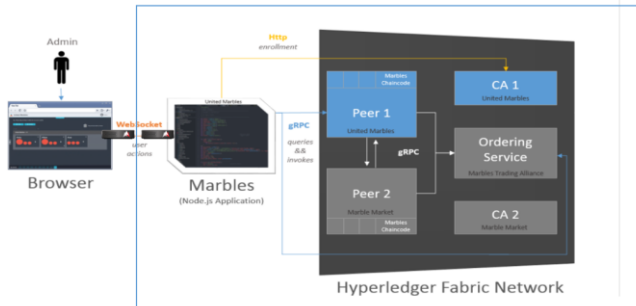 Admin
Browser
WebSocket
user
actions
United Marbles
Marbles
(Node.js Application)
Http
enrollment
gRPC
queries
&&
invokes
Marbles
Chaincode
Peer 1
United Marbles
gRPC
Peer 2
Marble Market
Marbles
Chaincode
CA 1
United Marbles
Ordering
Service
Marbles Trading Alliance
CA 2
Marble Market
Hyperledger Fabric Network